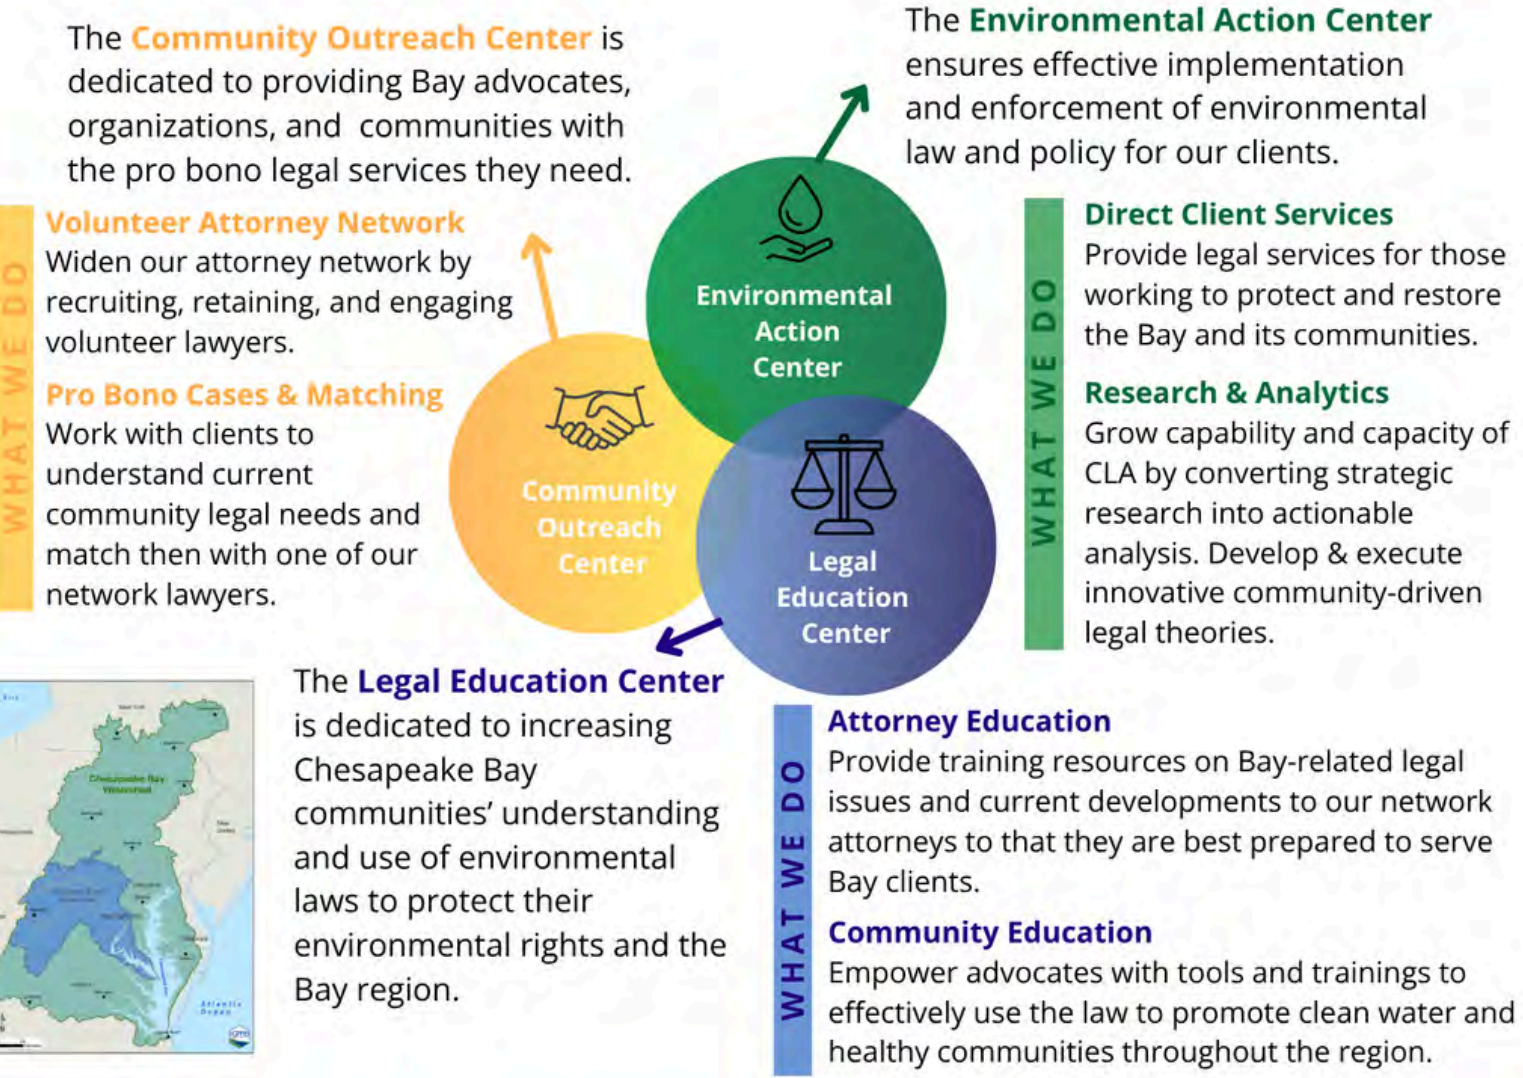 The Community Outreach Center is
dedicated to providing Bay advocates,
organizations, and communities with
the pro bono legal services they need.
WHAT WE DO
Volunteer Attorney Network
Widen our attorney network by
recruiting, retaining, and engaging
volunteer lawyers.
Pro Bono Cases & Matching
Work with clients to
understand current
community legal needs and
match then with one of our
network lawyers.
The Environmental Action Center
ensures effective implementation
and enforcement of environmental
law and policy for our clients.
WHAT WE DO
Direct Client Services
Provide legal services for those
working to protect and restore
the Bay and its communities.
Research & Analytics
Grow capability and capacity of
CLA by converting strategic
research into actionable
analysis. Develop & execute
innovative community-driven
legal theories.
Environmental
Action
Center
Community
Outreach
Center
Legal
Education
Center
Chesapeake Bay
Watershed
Atlantic
Ocean
The Legal Education Center
is dedicated to increasing
Chesapeake Bay
communities’ understanding
and use of environmental
laws to protect their
environmental rights and the
Bay region.
WHAT WE DO
Attorney Education
Provide training resources on Bay-related legal
issues and current developments to our network
attorneys to that they are best prepared to serve
Bay clients.
Community Education
Empower advocates with tools and trainings to
effectively use the law to promote clean water and
healthy communities throughout the region.